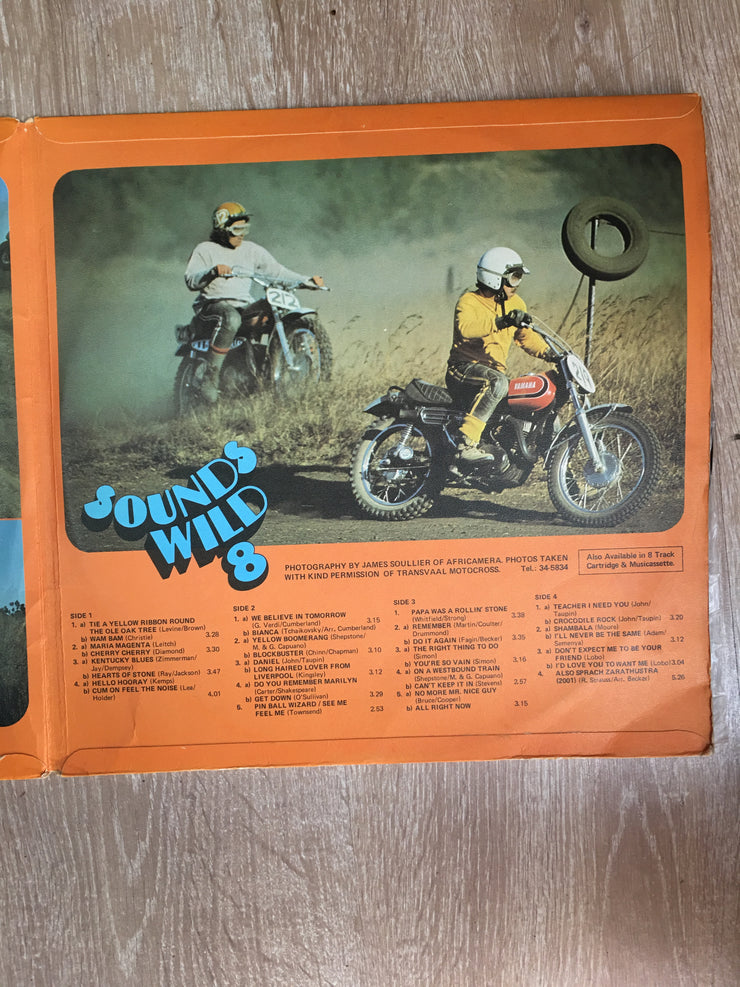 212
YAMAHA
SOUNDS
WILD
8
PHOTOGRAPHY BY JAMES SOULLIER OF AFRICAMERA. PHOTOS TAKEN
WITH KIND PERMISSION OF TRANSVAAL MOTOCROSS. TEL.: 34-5834
Also Available in 8 Track
Cartridge & Musicassette.
SIDE 1
1. a) TIE A YELLOW RIBBON ROUND
THE OLE OAK TREE (Levine/Brown)
b) WAM BAM (Christie) 3.28
2. a) MARIA MAGENTA (Leitch)
b) CHERRY CHERRY (Diamond) 3.30
3. a) KENTUCKY BLUES (Zimmerman/
Jay/Dempsey)
b) HEARTS OF STONE (Ray/Jackson) 3.47
4. a) HELLO HOORAY (Kemps)
b) CUM ON FEEL THE NOISE (Lea/
Holder) 4.01
SIDE 2
1. a) WE BELIEVE IN TOMORROW
(G. Vardi/Cumberland) 3.15
b) BIANCA (Tchaikovsky/Arr. Cumberland)
2. a) YELLOW BOOMERANG (Shepstone/
M. & G. Capuano)
b) BLOCKBUSTER (Chinn/Chapman) 3.10
3. a) DANIEL (John/Taupin)
b) LONG HAIRED LOVER FROM
LIVERPOOL (Kingsley) 3.12
4. a) DO YOU REMEMBER MARILYN
(Carter/Shakespeare)
b) GET DOWN (O'Sullivan) 3.29
5. PIN BALL WIZARD/SEE ME
FEEL ME (Townsend) 2.53
SIDE 3
1. PAPA WAS A ROLLIN' STONE
(Whitfield/Strong) 3.38
2. a) REMEMBER (Martin/Coulter/
Drummond)
b) DO IT AGAIN (Fagin/Becker) 3.35
3. a) THE RIGHT THING TO DO
(Simon)
b) YOU'RE SO VAIN (Simon) 3.16
4. a) ON A WESTBOUND TRAIN
(Shepstone/M. & G. Capuano)
b) CAN'T KEEP IT IN (Stevens) 2.57
5. a) NO MORE MR. NICE GUY
(Bruce/Cooper)
b) ALL RIGHT NOW 3.15
SIDE 4
1. a) TEACHER I NEED YOU (John/
Taupin)
b) CROCODILE ROCK (John/Taupin) 3.20
2. a) SHAMBALA (Moure)
b) I'LL NEVER BE THE SAME (Adam/
Semenya) 3.12
3. a) DON'T EXPECT ME TO BE YOUR
FRIEND (Lobo)
b) I'D LOVE YOU TO WANT ME (Lobo) 3.04
4. ALSO SPRACH ZARATHUSTRA
(2001) (R. Strauss/Arr. Becker) 5.26